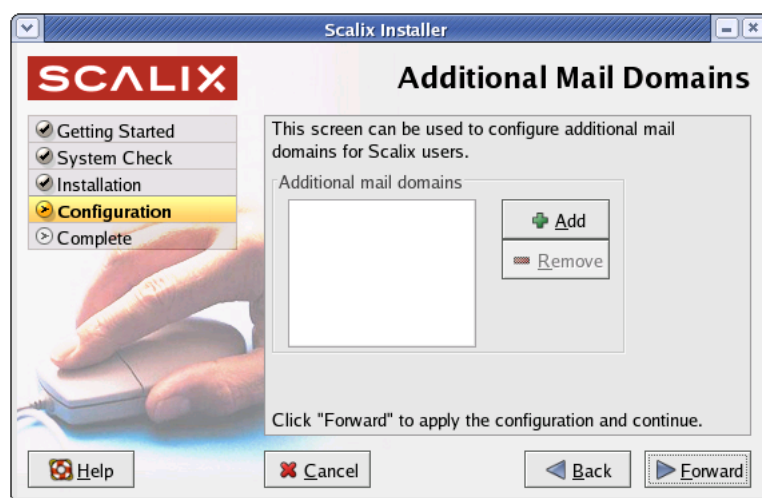 Scalix Installer
SCALIX
Additional Mail Domains
Getting Started
System Check
Installation
Configuration
Complete
This screen can be used to configure additional mail
domains for Scalix users.
Additional mail domains
Add
Remove
Click "Forward" to apply the configuration and continue.
Help
Cancel
Back
Forward